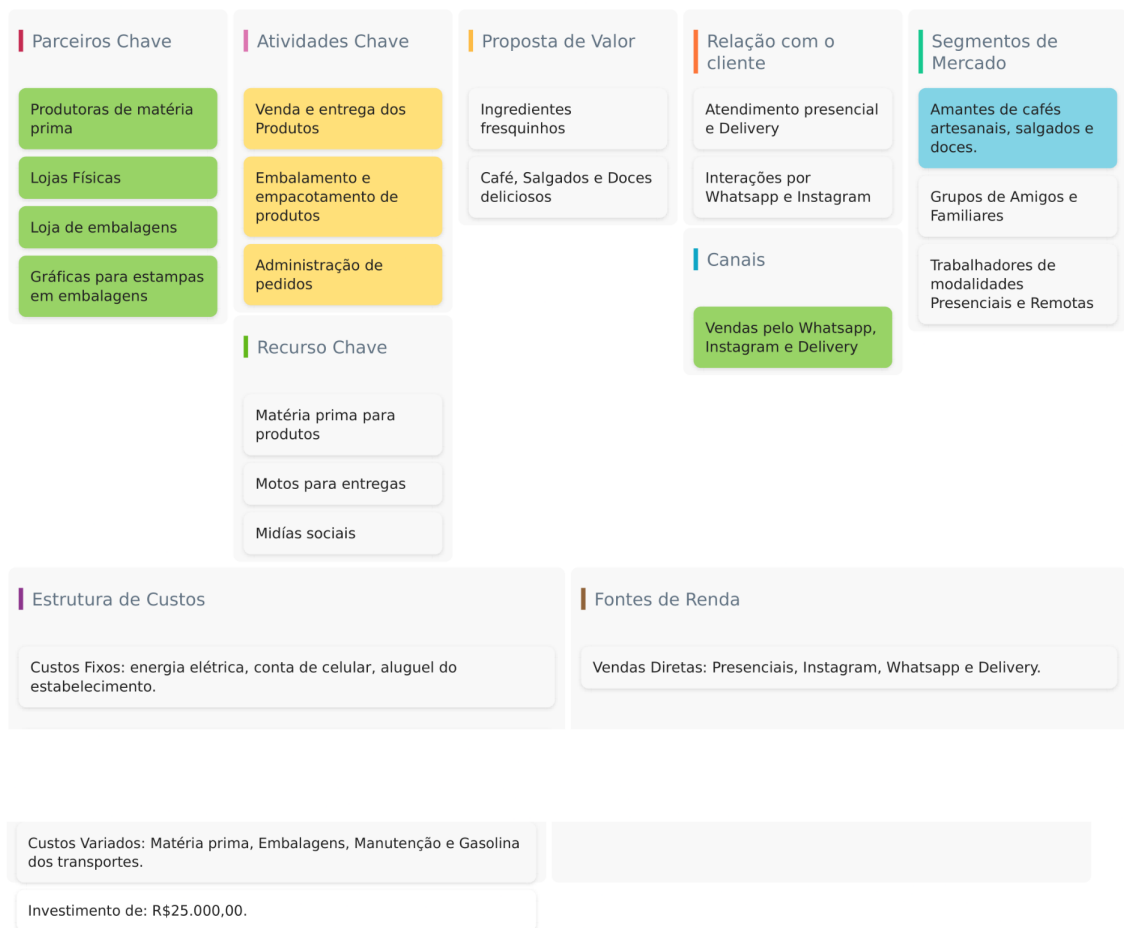 Parceiros Chave
Produtoras de matéria
prima
Lojas Físicas
Loja de embalagens
Gráficas para estampas
em embalagens
Atividades Chave
Venda e entrega dos
Produtos
Embalamento e
empacotamento de
produtos
Administração de
pedidos
Recurso Chave
Matéria prima para
produtos
Motos para entregas
Midías sociais
Proposta de Valor
Ingredientes
fresquinhos
Café, Salgados e Doces
deliciosos
Relação com o
cliente
Atendimento presencial
e Delivery
Interações por
Whatsapp e Instagram
Canais
Vendas pelo Whatsapp,
Instagram e Delivery
Segmentos de
Mercado
Amantes de cafés
artesanais, salgados e
doces.
Grupos de Amigos e
Familiares
Trabalhadores de
modalidades
Presenciais e Remotas
Estrutura de Custos
Custos Fixos: energia elétrica, conta de celular, aluguel do
estabelecimento.
Fontes de Renda
Vendas Diretas: Presenciais, Instagram, Whatsapp e Delivery.
Custos Variados: Matéria prima, Embalagens, Manutenção e Gasolina
dos transportes.
Investimento de: R$25.000,00.